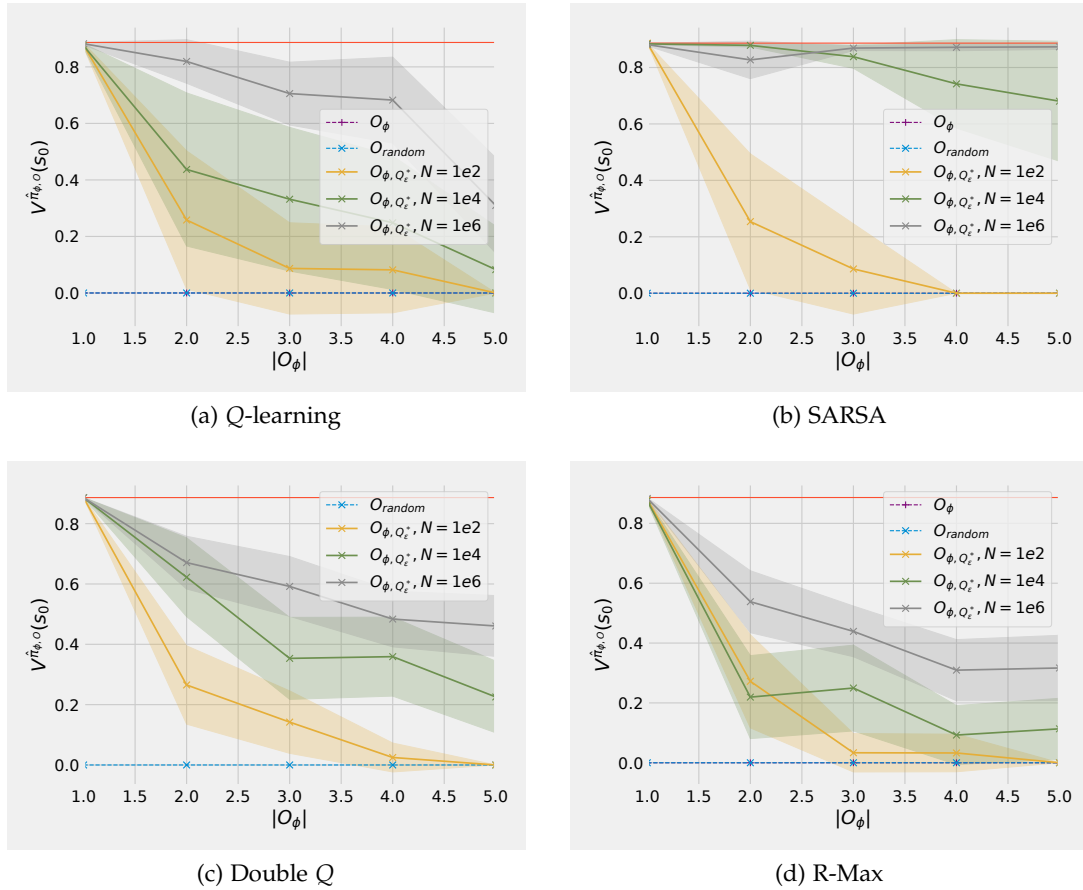 0.8
0.6
0.4
0.2
0.0
V^{π̂_{ϕ,O}}(s₀)
O_ϕ
O_random
O_{ϕ,Q*_ε}, N = 1e2
O_{ϕ,Q*_ε}, N = 1e4
O_{ϕ,Q*_ε}, N = 1e6
1.0 1.5 2.0 2.5 3.0 3.5 4.0 4.5 5.0
|O_ϕ|
(a) Q-learning
0.8
0.6
0.4
0.2
0.0
V^{π̂_{ϕ,O}}(s₀)
O_ϕ
O_random
O_{ϕ,Q*_ε}, N = 1e2
O_{ϕ,Q*_ε}, N = 1e4
O_{ϕ,Q*_ε}, N = 1e6
1.0 1.5 2.0 2.5 3.0 3.5 4.0 4.5 5.0
|O_ϕ|
(b) SARSA
0.8
0.6
0.4
0.2
0.0
V^{π̂_{ϕ,O}}(s₀)
O_random
O_{ϕ,Q*_ε}, N = 1e2
O_{ϕ,Q*_ε}, N = 1e4
O_{ϕ,Q*_ε}, N = 1e6
1.0 1.5 2.0 2.5 3.0 3.5 4.0 4.5 5.0
|O_ϕ|
(c) Double Q
0.8
0.6
0.4
0.2
0.0
V^{π̂_{ϕ,O}}(s₀)
O_ϕ
O_random
O_{ϕ,Q*_ε}, N = 1e2
O_{ϕ,Q*_ε}, N = 1e4
O_{ϕ,Q*_ε}, N = 1e6
1.0 1.5 2.0 2.5 3.0 3.5 4.0 4.5 5.0
|O_ϕ|
(d) R-Max